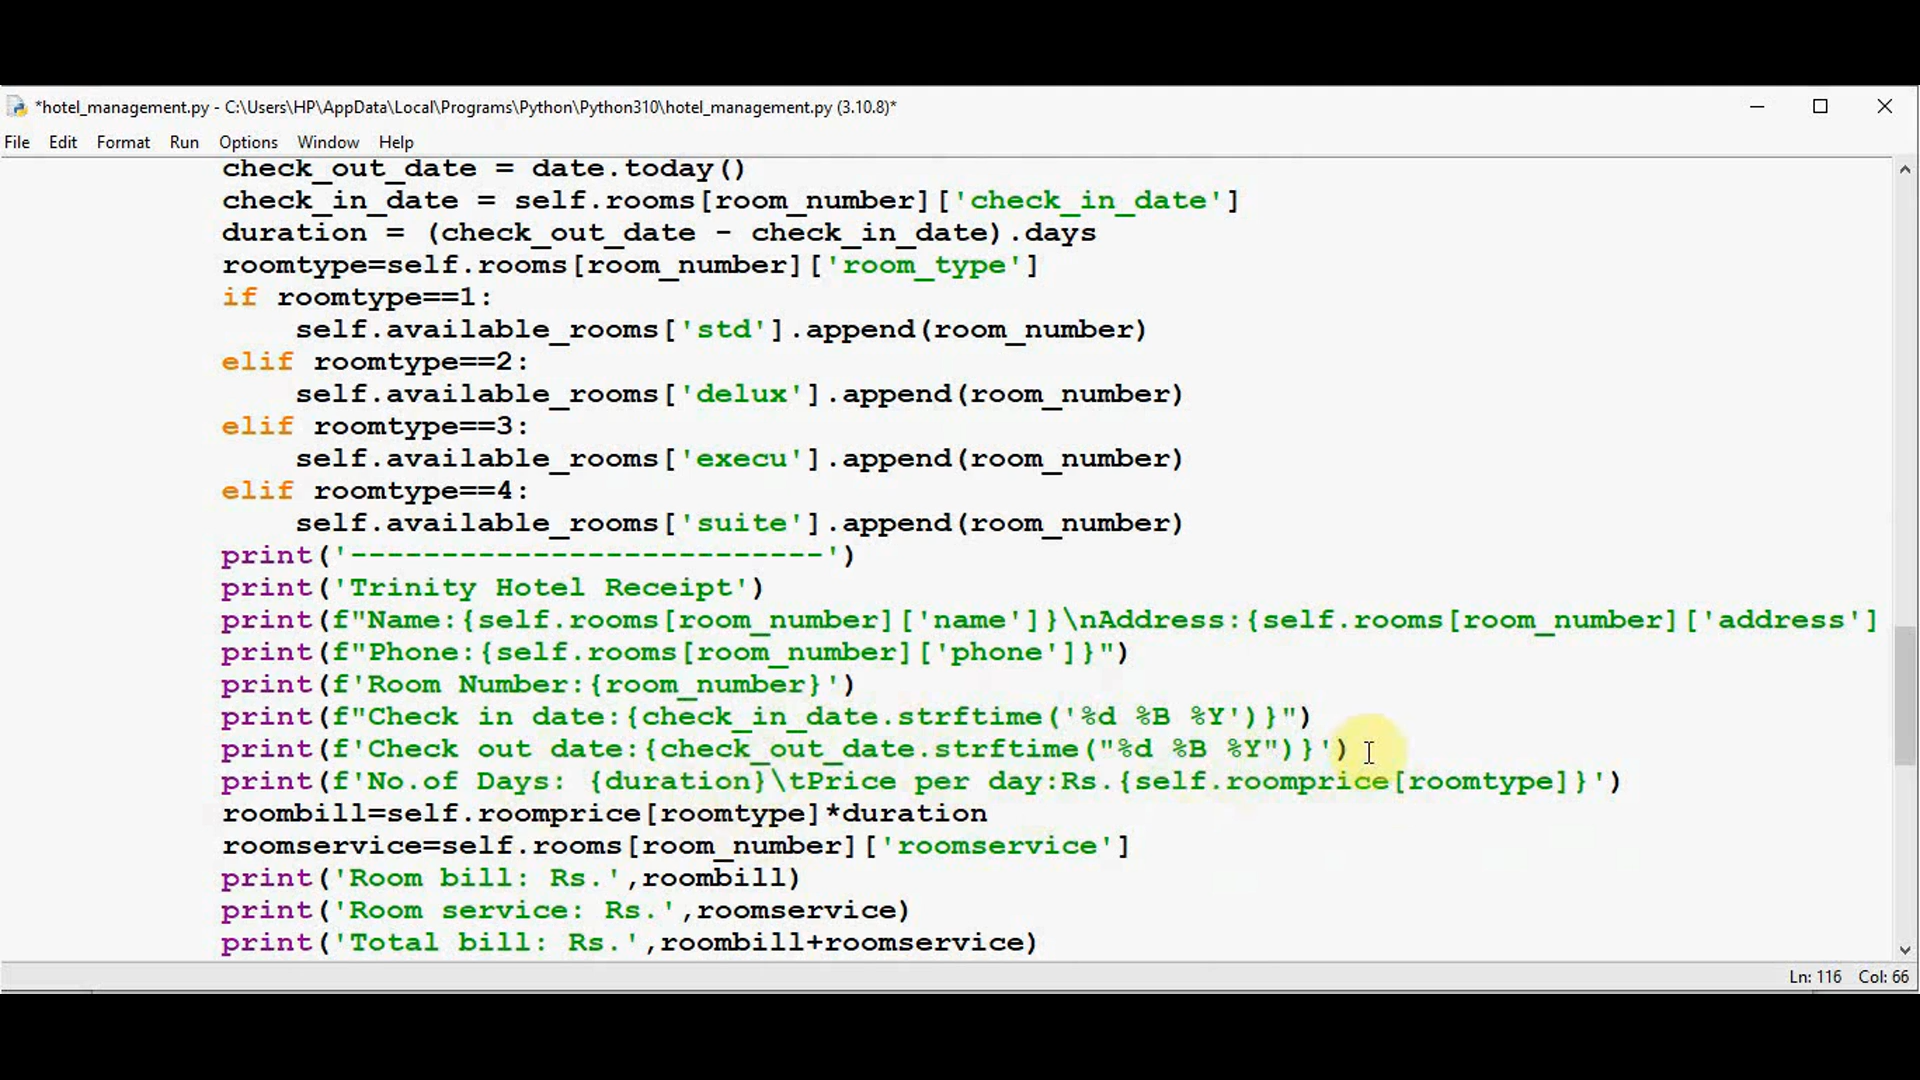 *hotel_management.py - C:\Users\HP\AppData\Local\Programs\Python\Python310\hotel_management.py (3.10.8)*
File Edit Format Run Options Window Help
check_out_date = date.today()
check_in_date = self.rooms[room_number]['check_in_date']
duration = (check_out_date - check_in_date).days
roomtype=self.rooms[room_number]['room_type']
if roomtype==1:
    self.available_rooms['std'].append(room_number)
elif roomtype==2:
    self.available_rooms['delux'].append(room_number)
elif roomtype==3:
    self.available_rooms['execu'].append(room_number)
elif roomtype==4:
    self.available_rooms['suite'].append(room_number)
print('--------------------------')
print('Trinity Hotel Receipt')
print(f"Name:{self.rooms[room_number]['name']}\nAddress:{self.rooms[room_number]['address']
print(f"Phone:{self.rooms[room_number]['phone']}")
print(f'Room Number:{room_number}')
print(f"Check in date:{check_in_date.strftime('%d %B %Y')}")
print(f'Check out date:{check_out_date.strftime("%d %B %Y")}')
print(f'No.of Days: {duration}\tPrice per day:Rs.{self.roomprice[roomtype]}')
roombill=self.roomprice[roomtype]*duration
roomservice=self.rooms[room_number]['roomservice']
print('Room bill: Rs.',roombill)
print('Room service: Rs.',roomservice)
print('Total bill: Rs.',roombill+roomservice)
Ln: 116 Col: 66